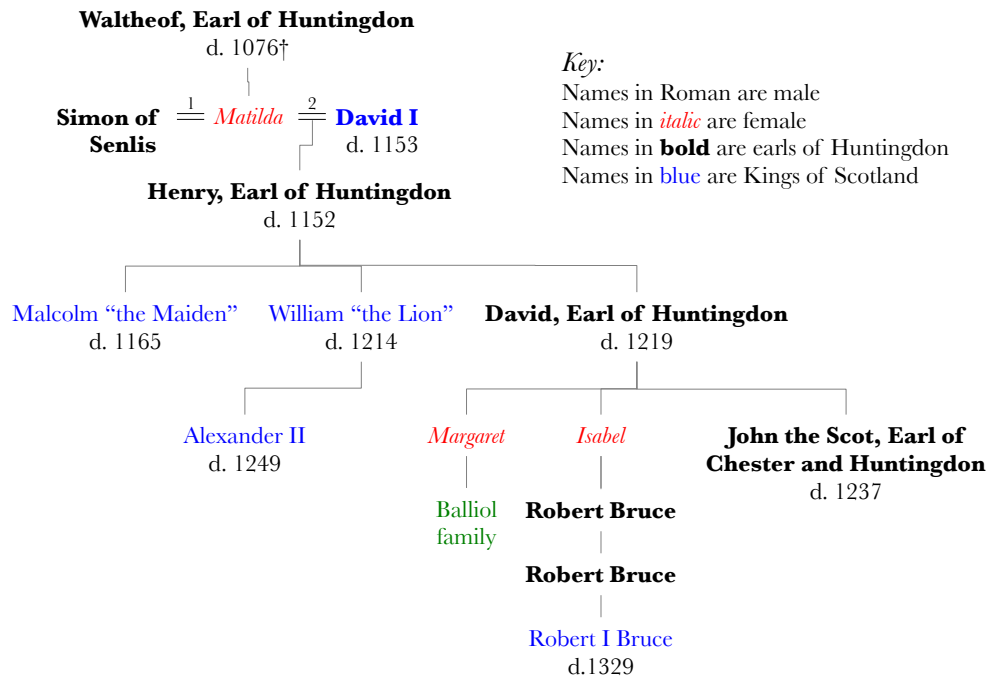 Waltheof, Earl of Huntingdon
d. 1076†
Key:
Names in Roman are male
Names in italic are female
Names in bold are earls of Huntingdon
Names in blue are Kings of Scotland
Simon of
Senlis
1
Matilda
2
David I
d. 1153
Henry, Earl of Huntingdon
d. 1152
Malcolm “the Maiden”
d. 1165
William “the Lion”
d. 1214
David, Earl of Huntingdon
d. 1219
Alexander II
d. 1249
Margaret
Isabel
John the Scot, Earl of
Chester and Huntingdon
d. 1237
Balliol
family
Robert Bruce
Robert Bruce
Robert I Bruce
d.1329